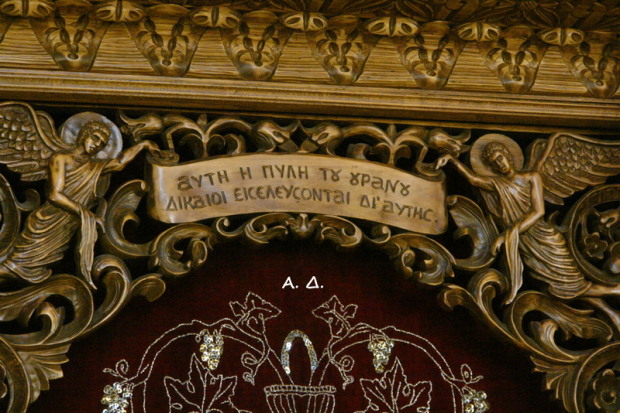 αυτη η πυλη τȣ ȣρανȣ
Δικαιοι εισελευσονται δι' αυτης.
Α. Δ.